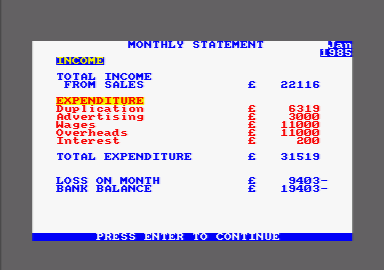 MONTHLY STATEMENT Jan
1985
INCOME
TOTAL INCOME
FROM SALES £ 22116
EXPENDITURE
Duplication £ 6319
Advertising £ 3000
Wages £ 11000
Overheads £ 11000
Interest £ 200
TOTAL EXPENDITURE £ 31519
LOSS ON MONTH £ 9403-
BANK BALANCE £ 19403-
PRESS ENTER TO CONTINUE